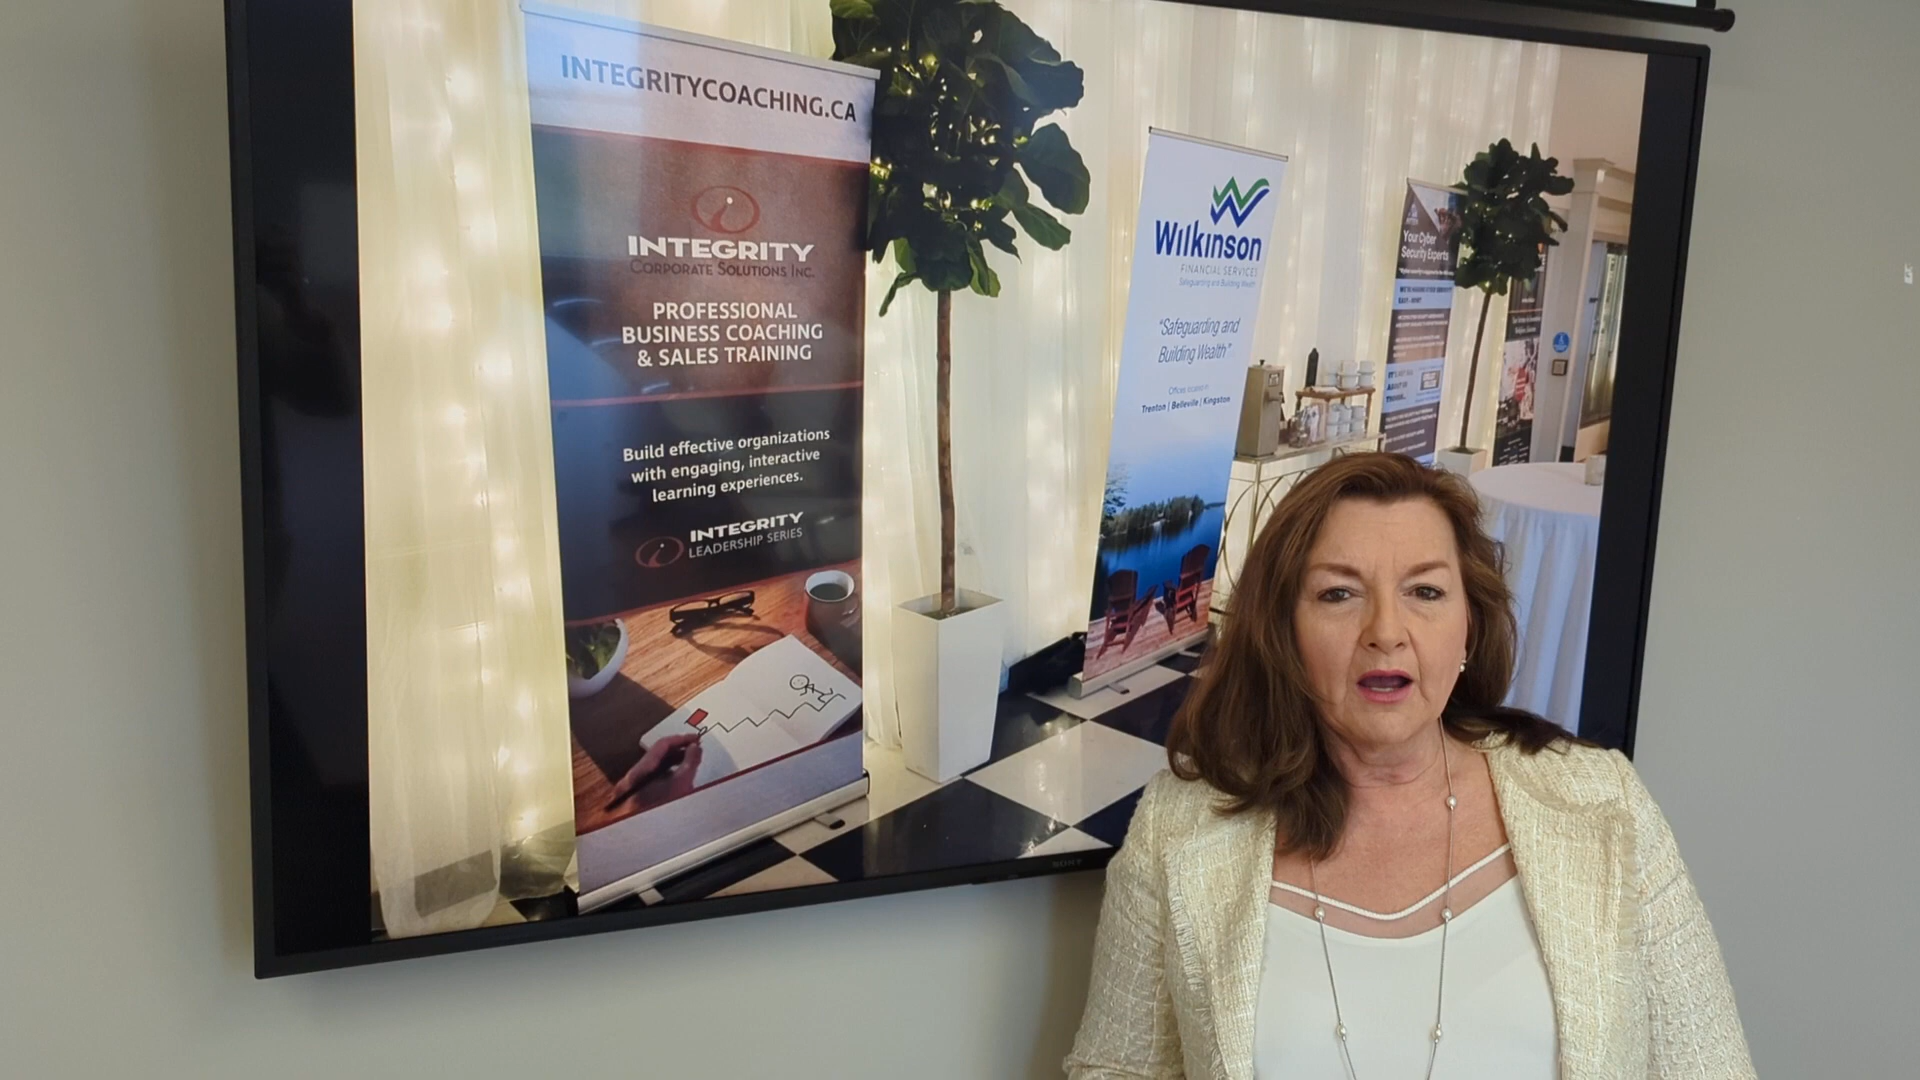 INTEGRITYCOACHING.CA
INTEGRITY
CORPORATE SOLUTIONS INC.
PROFESSIONAL
BUSINESS COACHING
& SALES TRAINING
Build effective organizations
with engaging, interactive
learning experiences.
INTEGRITY
LEADERSHIP SERIES
Wilkinson
FINANCIAL SERVICES
Safeguarding and Building Wealth
"Safeguarding and
Building Wealth"
Offices located in
Trenton | Belleville | Kingston
Your Cyber
Security Experts
SONY